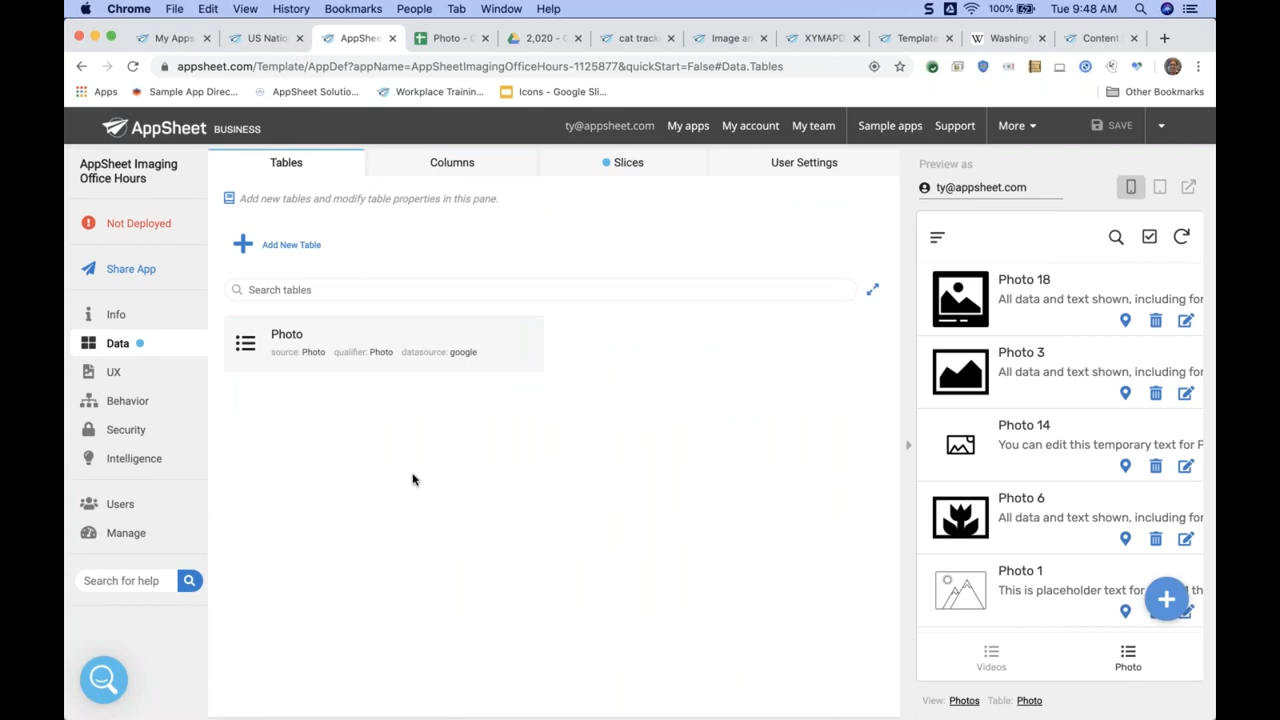 Chrome File Edit View History Bookmarks People Tab Window Help 100% Tue 9:48 AM
My Apps US Natio AppShee Photo - G 2,020 - C cat track Image an XYMAPD Template Washing Content
appsheet.com/Template/AppDef?appName=AppSheetImagingOfficeHours-1125877&quickStart=False#Data.Tables
Apps Sample App Direc... AppSheet Solutio... Workplace Trainin... Icons - Google Sli... Other Bookmarks
AppSheet BUSINESS ty@appsheet.com My apps My account My team Sample apps Support More SAVE
AppSheet Imaging
Office Hours
Not Deployed
Share App
Info
Data
UX
Behavior
Security
Intelligence
Users
Manage
Search for help
Tables Columns Slices User Settings
Add new tables and modify table properties in this pane.
Add New Table
Search tables
Photo
source: Photo qualifier: Photo datasource: google
Preview as
ty@appsheet.com
Photo 18
All data and text shown, including for
Photo 3
All data and text shown, including for
Photo 14
You can edit this temporary text for P
Photo 6
All data and text shown, including for
Photo 1
This is placeholder text for
Videos Photo
View: Photos Table: Photo